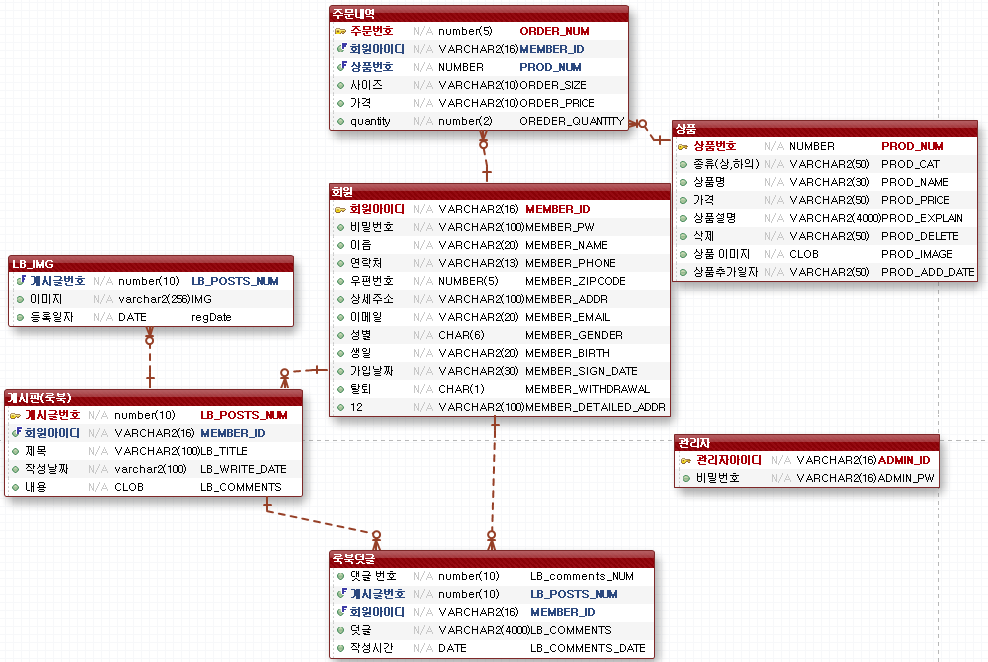 주문내역
주문번호 N/A number(5) ORDER_NUM
회원아이디 N/A VARCHAR2(16) MEMBER_ID
상품번호 N/A NUMBER PROD_NUM
사이즈 N/A VARCHAR2(10) ORDER_SIZE
가격 N/A VARCHAR2(10) ORDER_PRICE
quantity N/A number(2) OREDER_QUANTITY
상품
상품번호 N/A NUMBER PROD_NUM
종류(상,하의) N/A VARCHAR2(50) PROD_CAT
상품명 N/A VARCHAR2(30) PROD_NAME
가격 N/A VARCHAR2(50) PROD_PRICE
상품설명 N/A VARCHAR2(4000) PROD_EXPLAIN
삭제 N/A VARCHAR2(50) PROD_DELETE
상품 이미지 N/A CLOB PROD_IMAGE
상품추가일자 N/A VARCHAR2(50) PROD_ADD_DATE
회원
회원아이디 N/A VARCHAR2(16) MEMBER_ID
비밀번호 N/A VARCHAR2(100) MEMBER_PW
이름 N/A VARCHAR2(20) MEMBER_NAME
연락처 N/A VARCHAR2(13) MEMBER_PHONE
우편번호 N/A NUMBER(5) MEMBER_ZIPCODE
상세주소 N/A VARCHAR2(100) MEMBER_ADDR
이메일 N/A VARCHAR2(20) MEMBER_EMAIL
성별 N/A CHAR(6) MEMBER_GENDER
생일 N/A VARCHAR2(20) MEMBER_BIRTH
가입날짜 N/A VARCHAR2(30) MEMBER_SIGN_DATE
탈퇴 N/A CHAR(1) MEMBER_WITHDRAWAL
12 N/A VARCHAR2(100) MEMBER_DETAILED_ADDR
LB_IMG
게시글번호 N/A number(10) LB_POSTS_NUM
이미지 N/A varchar2(256) IMG
등록일자 N/A DATE regDate
게시판(룩북)
게시글번호 N/A number(10) LB_POSTS_NUM
회원아이디 N/A VARCHAR2(16) MEMBER_ID
제목 N/A VARCHAR2(100) LB_TITLE
작성날짜 N/A varchar2(100) LB_WRITE_DATE
내용 N/A CLOB LB_COMMENTS
관리자
관리자아이디 N/A VARCHAR2(16) ADMIN_ID
비밀번호 N/A VARCHAR2(16) ADMIN_PW
룩북덧글
댓글 번호 N/A number(10) LB_comments_NUM
게시글번호 N/A number(10) LB_POSTS_NUM
회원아이디 N/A VARCHAR2(16) MEMBER_ID
덧글 N/A VARCHAR2(4000) LB_COMMENTS
작성시간 N/A DATE LB_COMMENTS_DATE